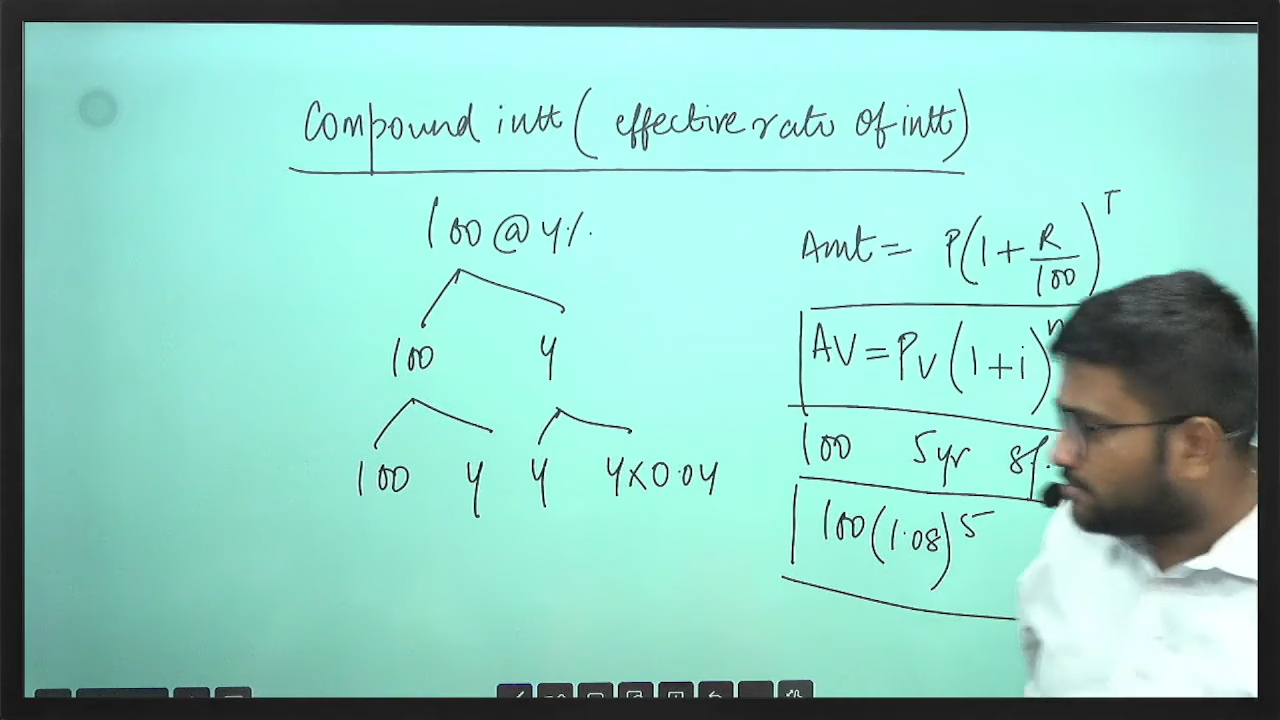 Compound intt ( effective rate of intt)
100 @ 4%.
100 4
100 4 4 4×0.04
Amt = P(1+R/100)^T
AV = PV (1+i)^n
100 5yr 8%.
100(1.08)^5